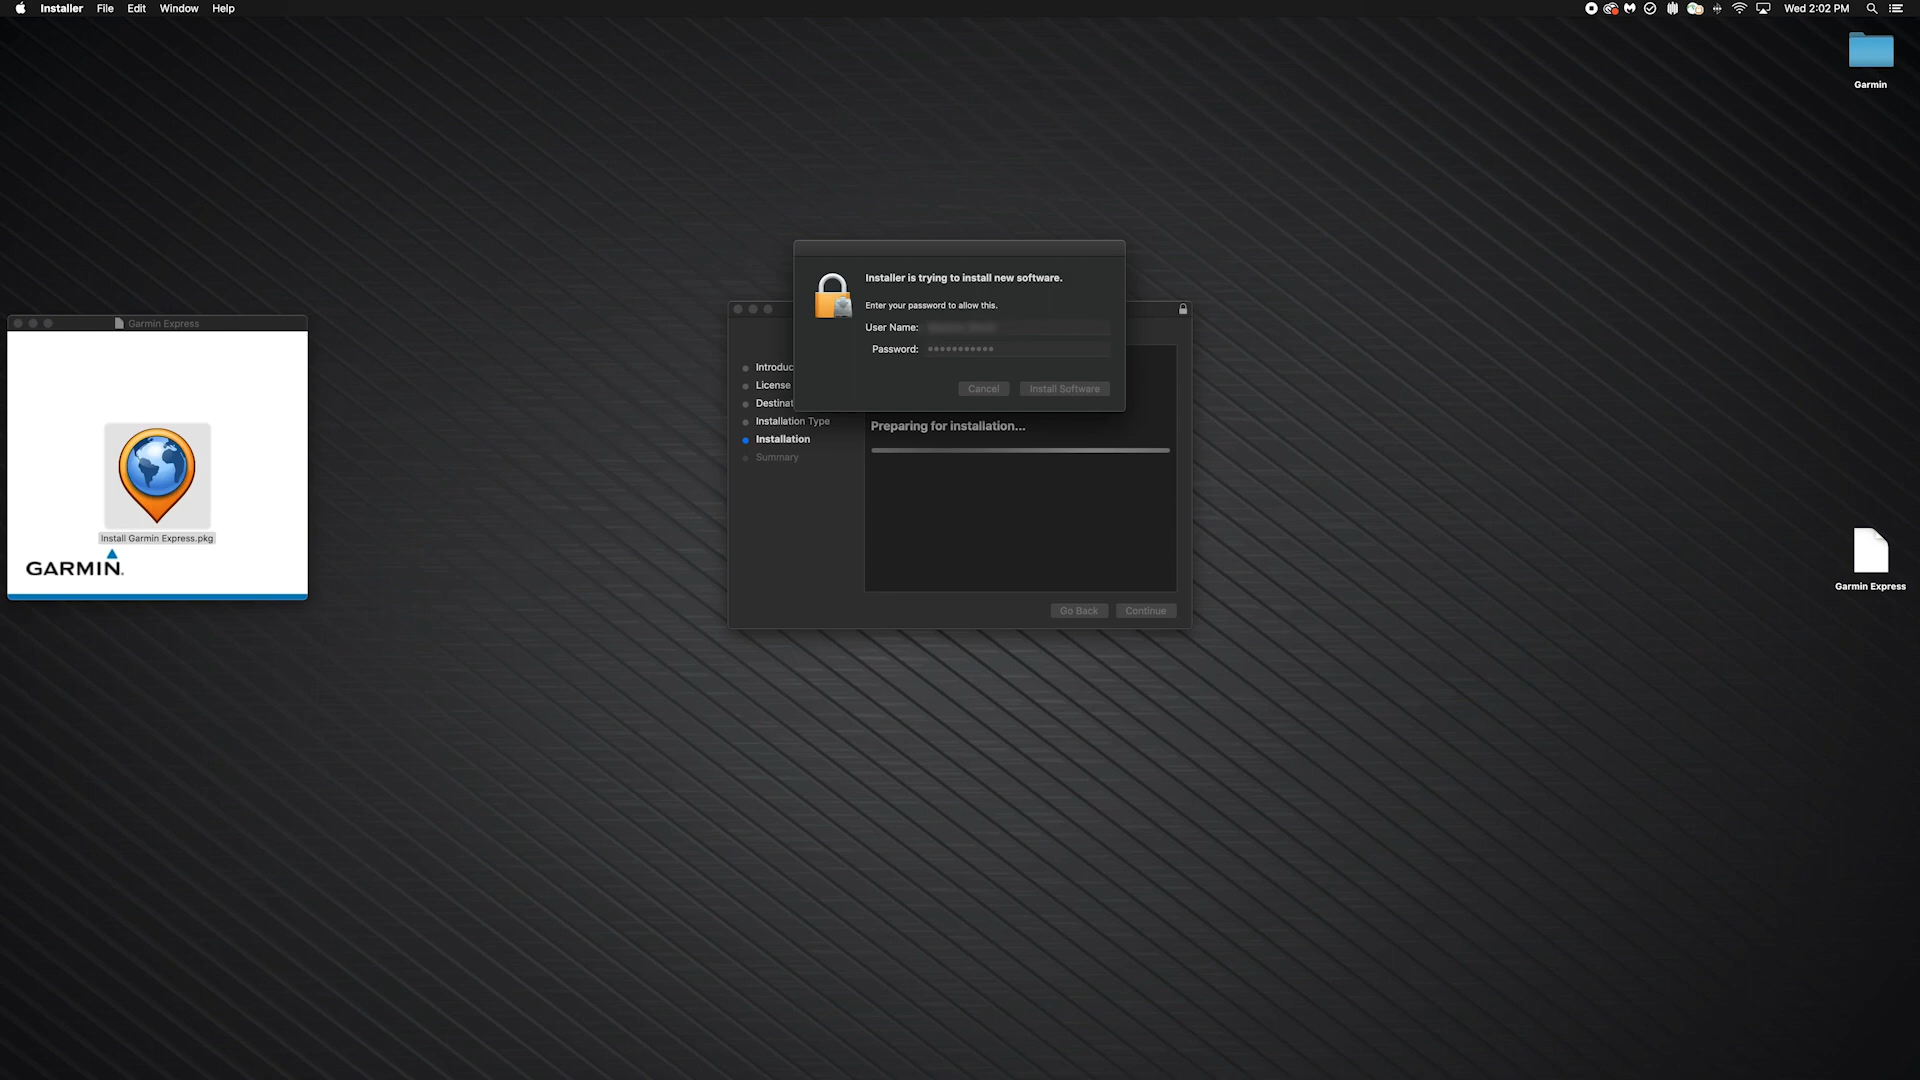 Installer File Edit Window Help
Wed 2:02 PM
Garmin
Installer is trying to install new software.
Enter your password to allow this.
User Name:
Password: ●●●●●●●●●●●
Cancel Install Software
Garmin Express
Install Garmin Express.pkg
GARMIN.
Introduc
License
Destinat
Installation Type
Installation
Summary
Preparing for installation...
Go Back Continue
Garmin Express